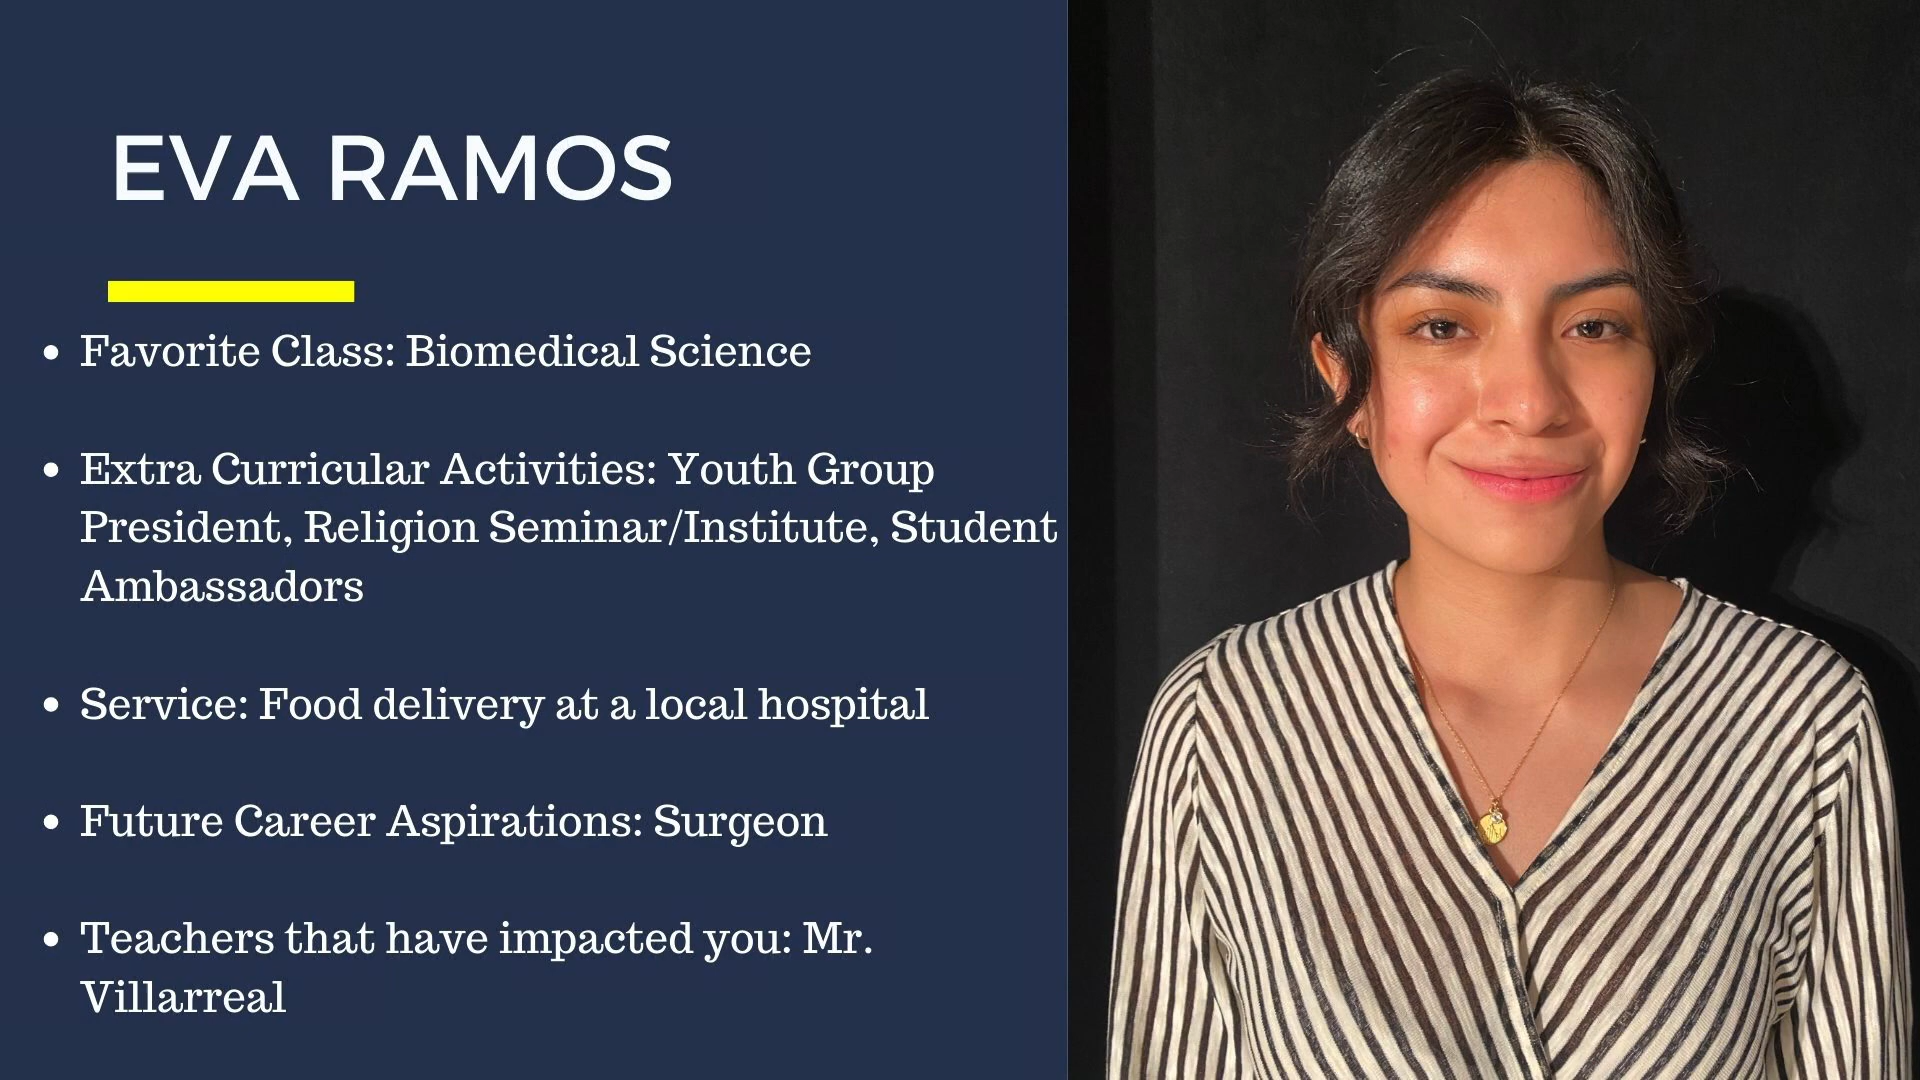 EVA RAMOS
Favorite Class: Biomedical Science
Extra Curricular Activities: Youth Group
President, Religion Seminar/Institute, Student
Ambassadors
Service: Food delivery at a local hospital
Future Career Aspirations: Surgeon
Teachers that have impacted you: Mr.
Villarreal